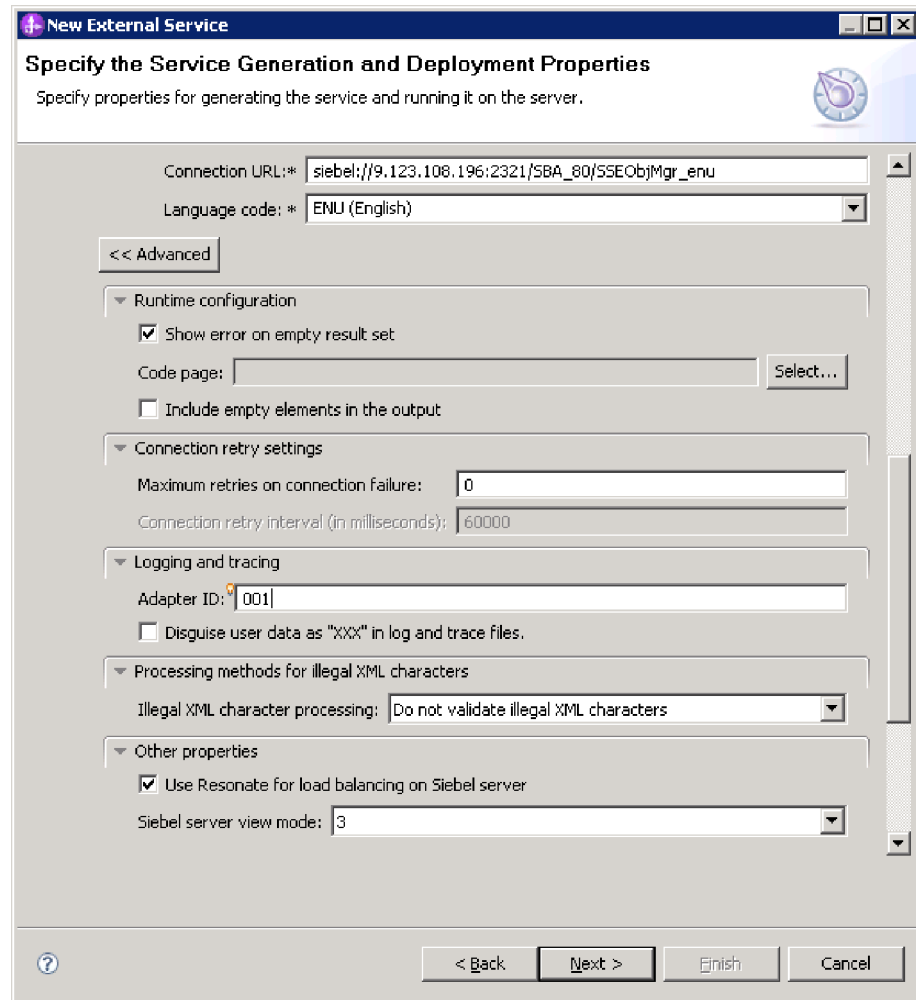 New External Service
Specify the Service Generation and Deployment Properties
Specify properties for generating the service and running it on the server.
Connection URL:* siebel://9.123.108.196:2321/SBA_80/SSEObjMgr_enu
Language code: * ENU (English)
<< Advanced
Runtime configuration
Show error on empty result set
Code page: Select...
Include empty elements in the output
Connection retry settings
Maximum retries on connection failure: 0
Connection retry interval (in milliseconds): 60000
Logging and tracing
Adapter ID: 001
Disguise user data as "XXX" in log and trace files.
Processing methods for illegal XML characters
Illegal XML character processing: Do not validate illegal XML characters
Other properties
Use Resonate for load balancing on Siebel server
Siebel server view mode: 3
? < Back Next > Finish Cancel